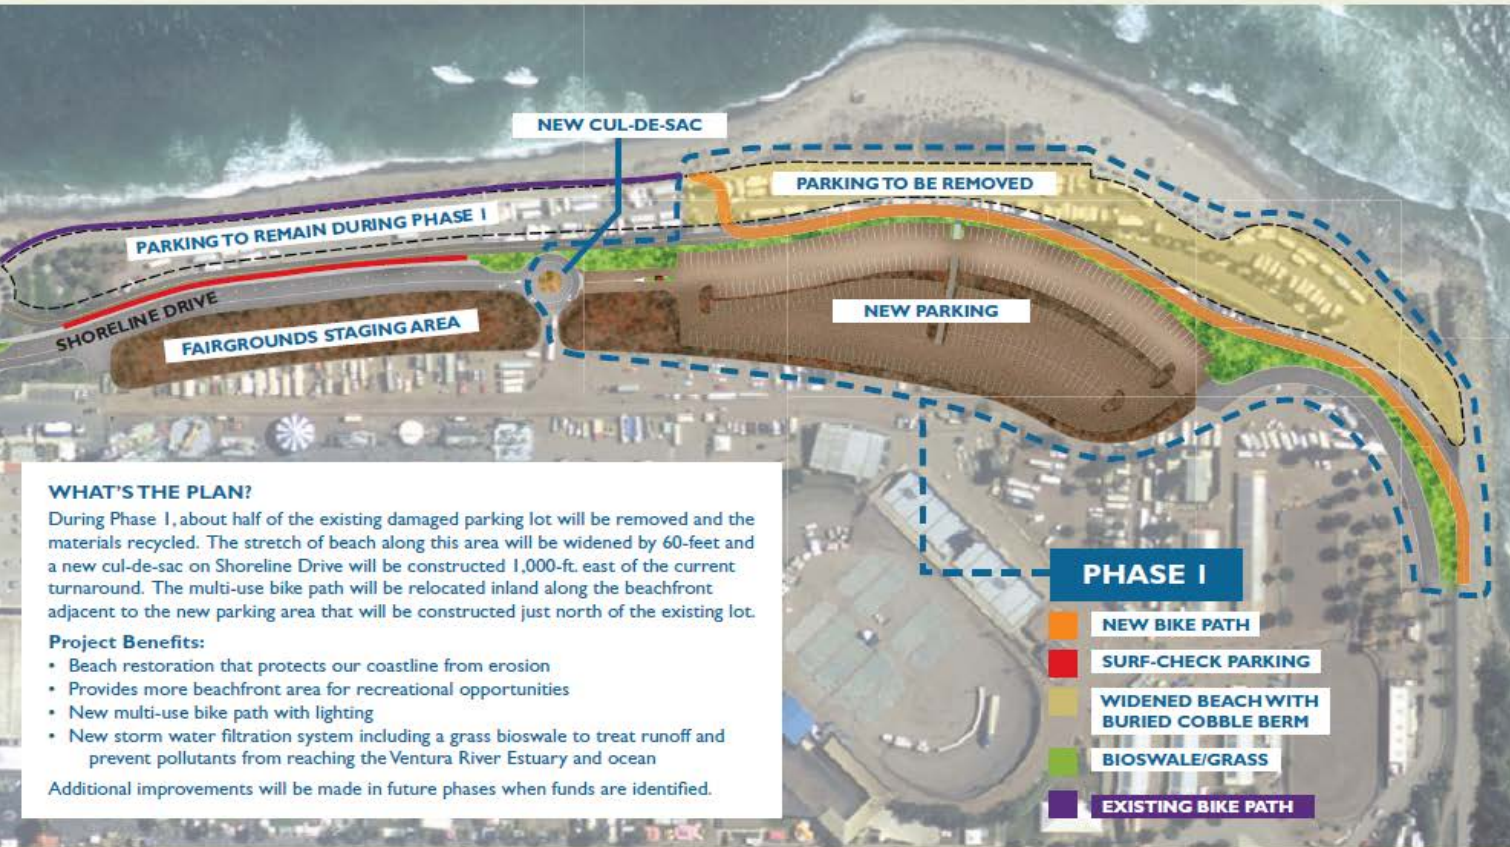 NEW CUL-DE-SAC
PARKING TO BE REMOVED
PARKING TO REMAIN DURING PHASE I
SHORELINE DRIVE
FAIRGROUNDS STAGING AREA
NEW PARKING
WHAT'S THE PLAN?
During Phase I, about half of the existing damaged parking lot will be removed and the
materials recycled. The stretch of beach along this area will be widened by 60-feet and
a new cul-de-sac on Shoreline Drive will be constructed 1,000-ft. east of the current
turnaround. The multi-use bike path will be relocated inland along the beachfront
adjacent to the new parking area that will be constructed just north of the existing lot.
Project Benefits:
• Beach restoration that protects our coastline from erosion
• Provides more beachfront area for recreational opportunities
• New multi-use bike path with lighting
• New storm water filtration system including a grass bioswale to treat runoff and
prevent pollutants from reaching the Ventura River Estuary and ocean
Additional improvements will be made in future phases when funds are identified.
PHASE I
NEW BIKE PATH
SURF-CHECK PARKING
WIDENED BEACH WITH
BURIED COBBLE BERM
BIOSWALE/GRASS
EXISTING BIKE PATH